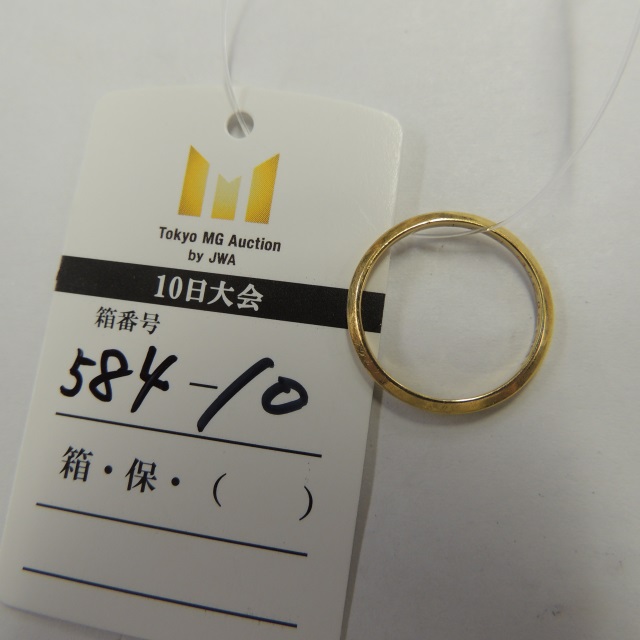 Tokyo MG Auction
by JWA
10日大会
箱番号
584-10
箱・保・（　　）